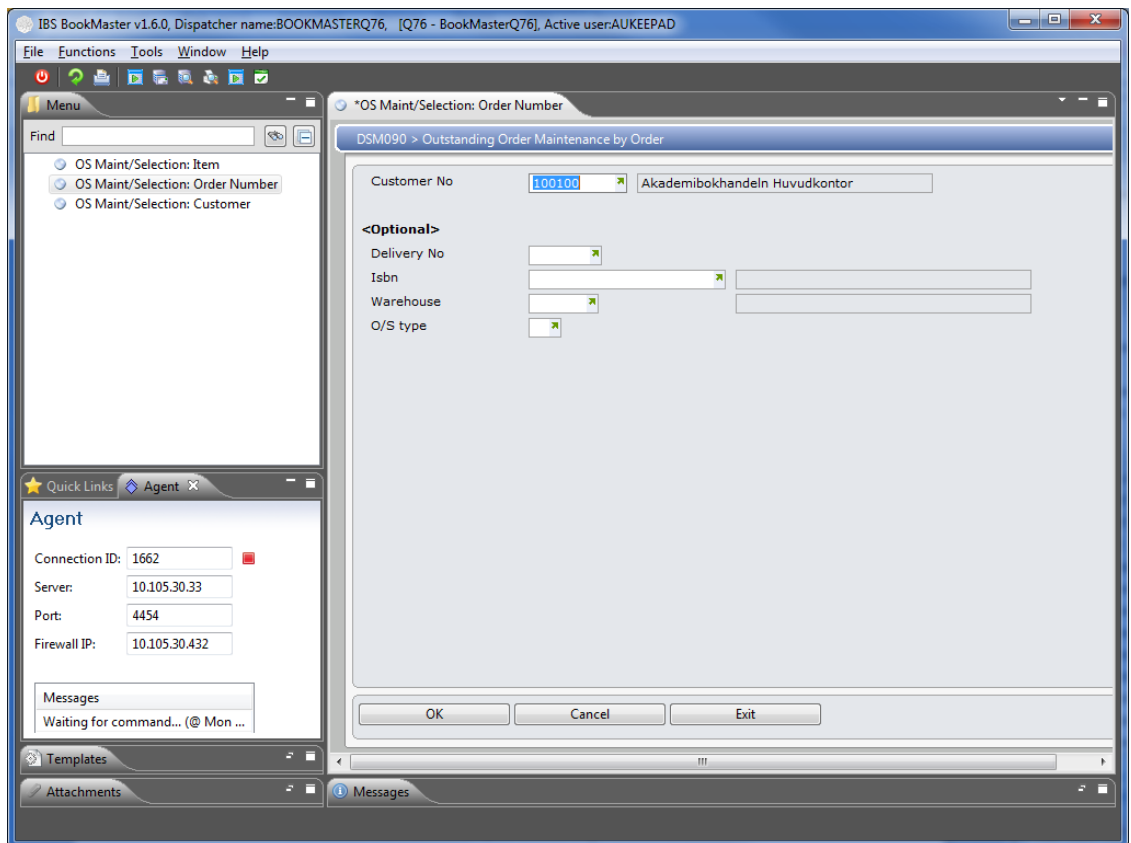 IBS BookMaster v1.6.0, Dispatcher name:BOOKMASTERQ76, [Q76 - BookMasterQ76], Active user:AUKEEPAD
File Functions Tools Window Help
Menu
Find
OS Maint/Selection: Item
OS Maint/Selection: Order Number
OS Maint/Selection: Customer
Quick Links Agent
Agent
Connection ID: 1662
Server: 10.105.30.33
Port: 4454
Firewall IP: 10.105.30.432
Messages
Waiting for command... (@ Mon ...
Templates
Attachments
*OS Maint/Selection: Order Number
DSM090 > Outstanding Order Maintenance by Order
Customer No 100100 Akademibokhandeln Huvudkontor
<Optional>
Delivery No
Isbn
Warehouse
O/S type
OK Cancel Exit
Messages